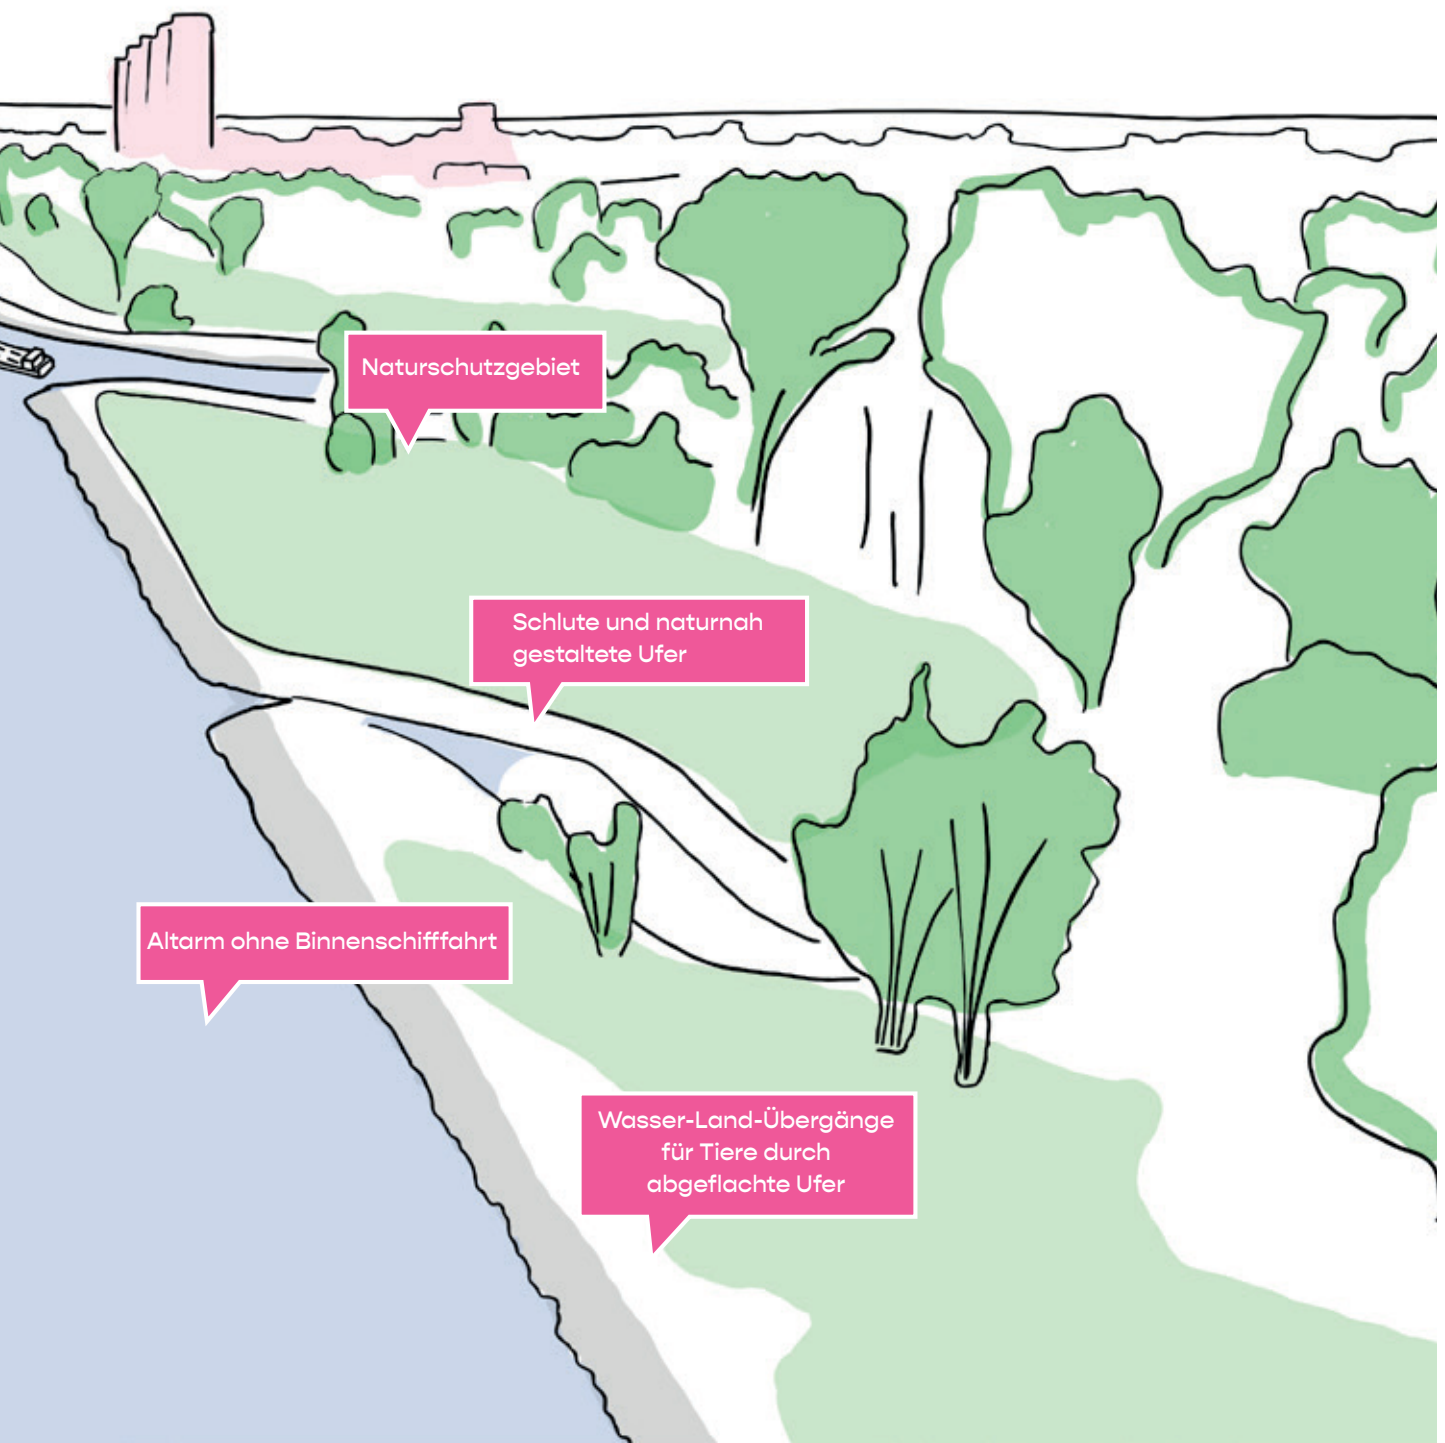 Naturschutzgebiet
Schlute und naturnah
gestaltete Ufer
Altarm ohne Binnenschifffahrt
Wasser-Land-Übergänge
für Tiere durch
abgeflachte Ufer